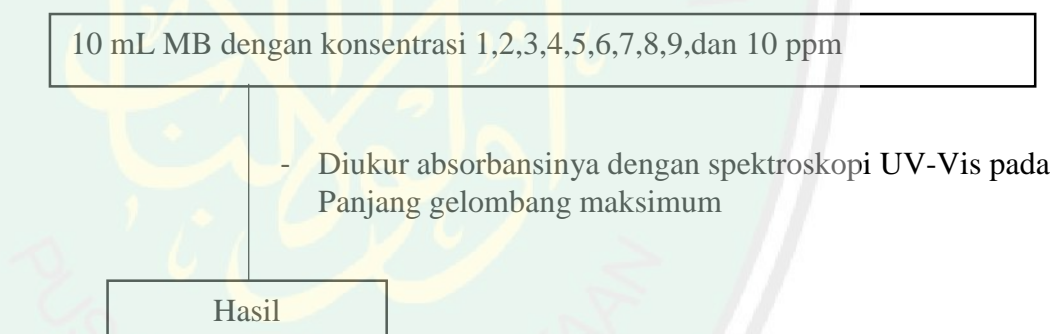 10 mL MB dengan konsentrasi 1,2,3,4,5,6,7,8,9,dan 10 ppm
- Diukur absorbansinya dengan spektroskopi UV-Vis pada
Panjang gelombang maksimum
Hasil